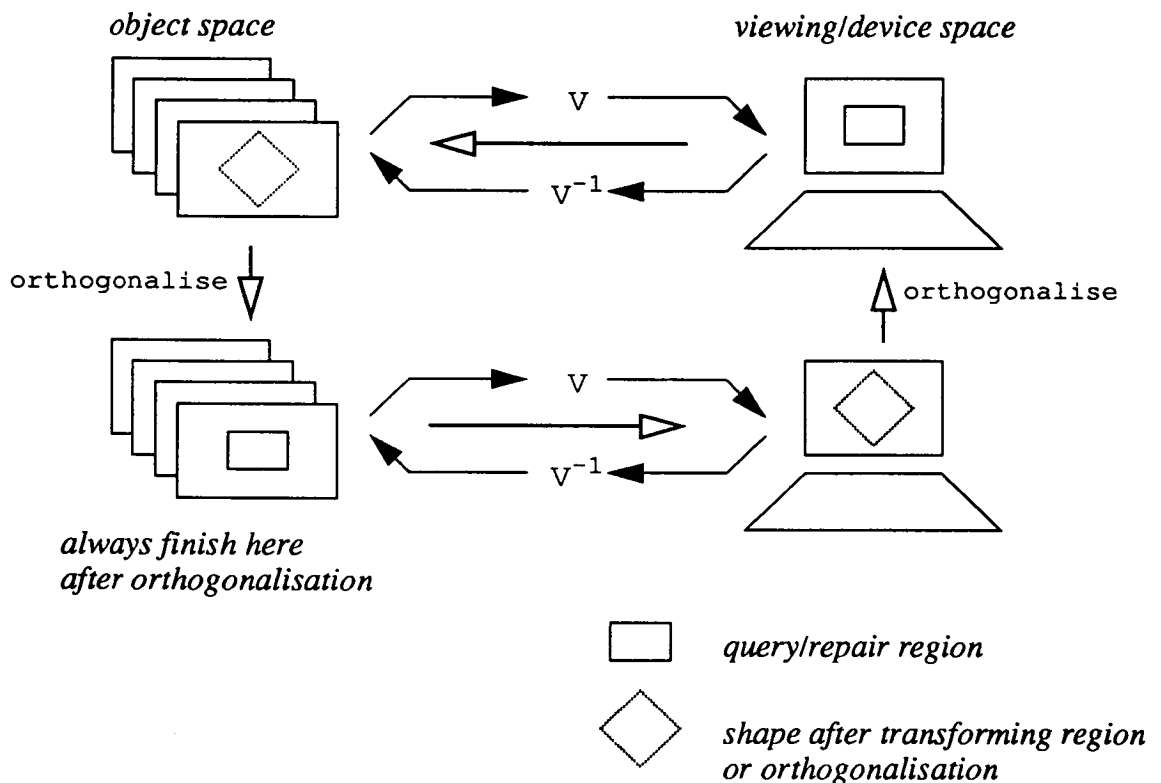 object space
viewing/device space
V
V⁻¹
orthogonalise
orthogonalise
V
V⁻¹
always finish here
after orthogonalisation
query/repair region
shape after transforming region
or orthogonalisation